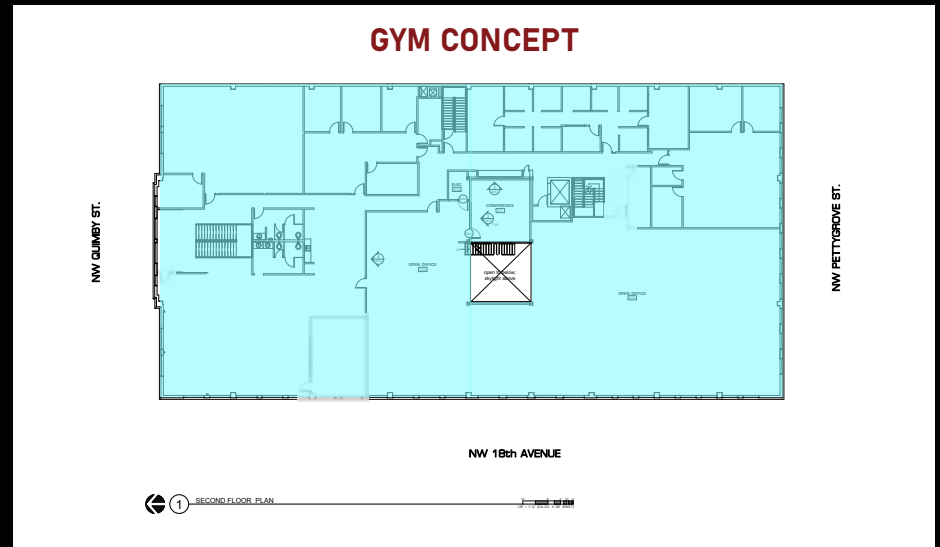 GYM CONCEPT
ELEC
CONFERENCE
NW QUIMBY ST.
NW PETTYGROVE ST.
OPEN OFFICE
open to below:
skylight above
OPEN OFFICE
NW 18th AVENUE
1
SECOND FLOOR PLAN